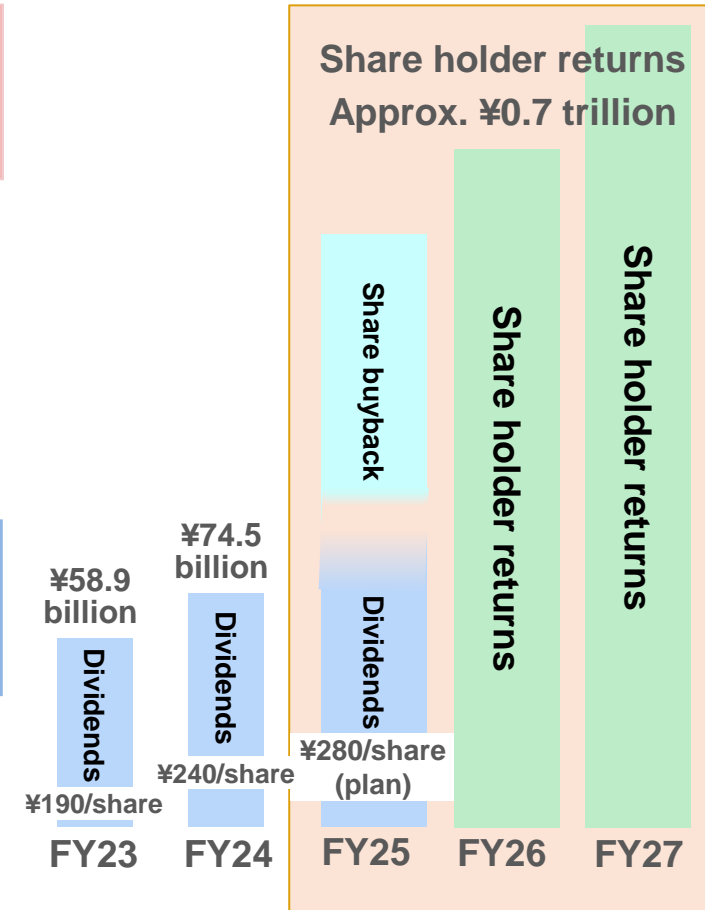 Share holder returns
Approx. ¥0.7 trillion
¥58.9
billion
Dividends
¥190/share
FY23
¥74.5
billion
Dividends
¥240/share
FY24
Share buyback
Dividends
¥280/share
(plan)
FY25
Share holder returns
FY26
Share holder returns
FY27